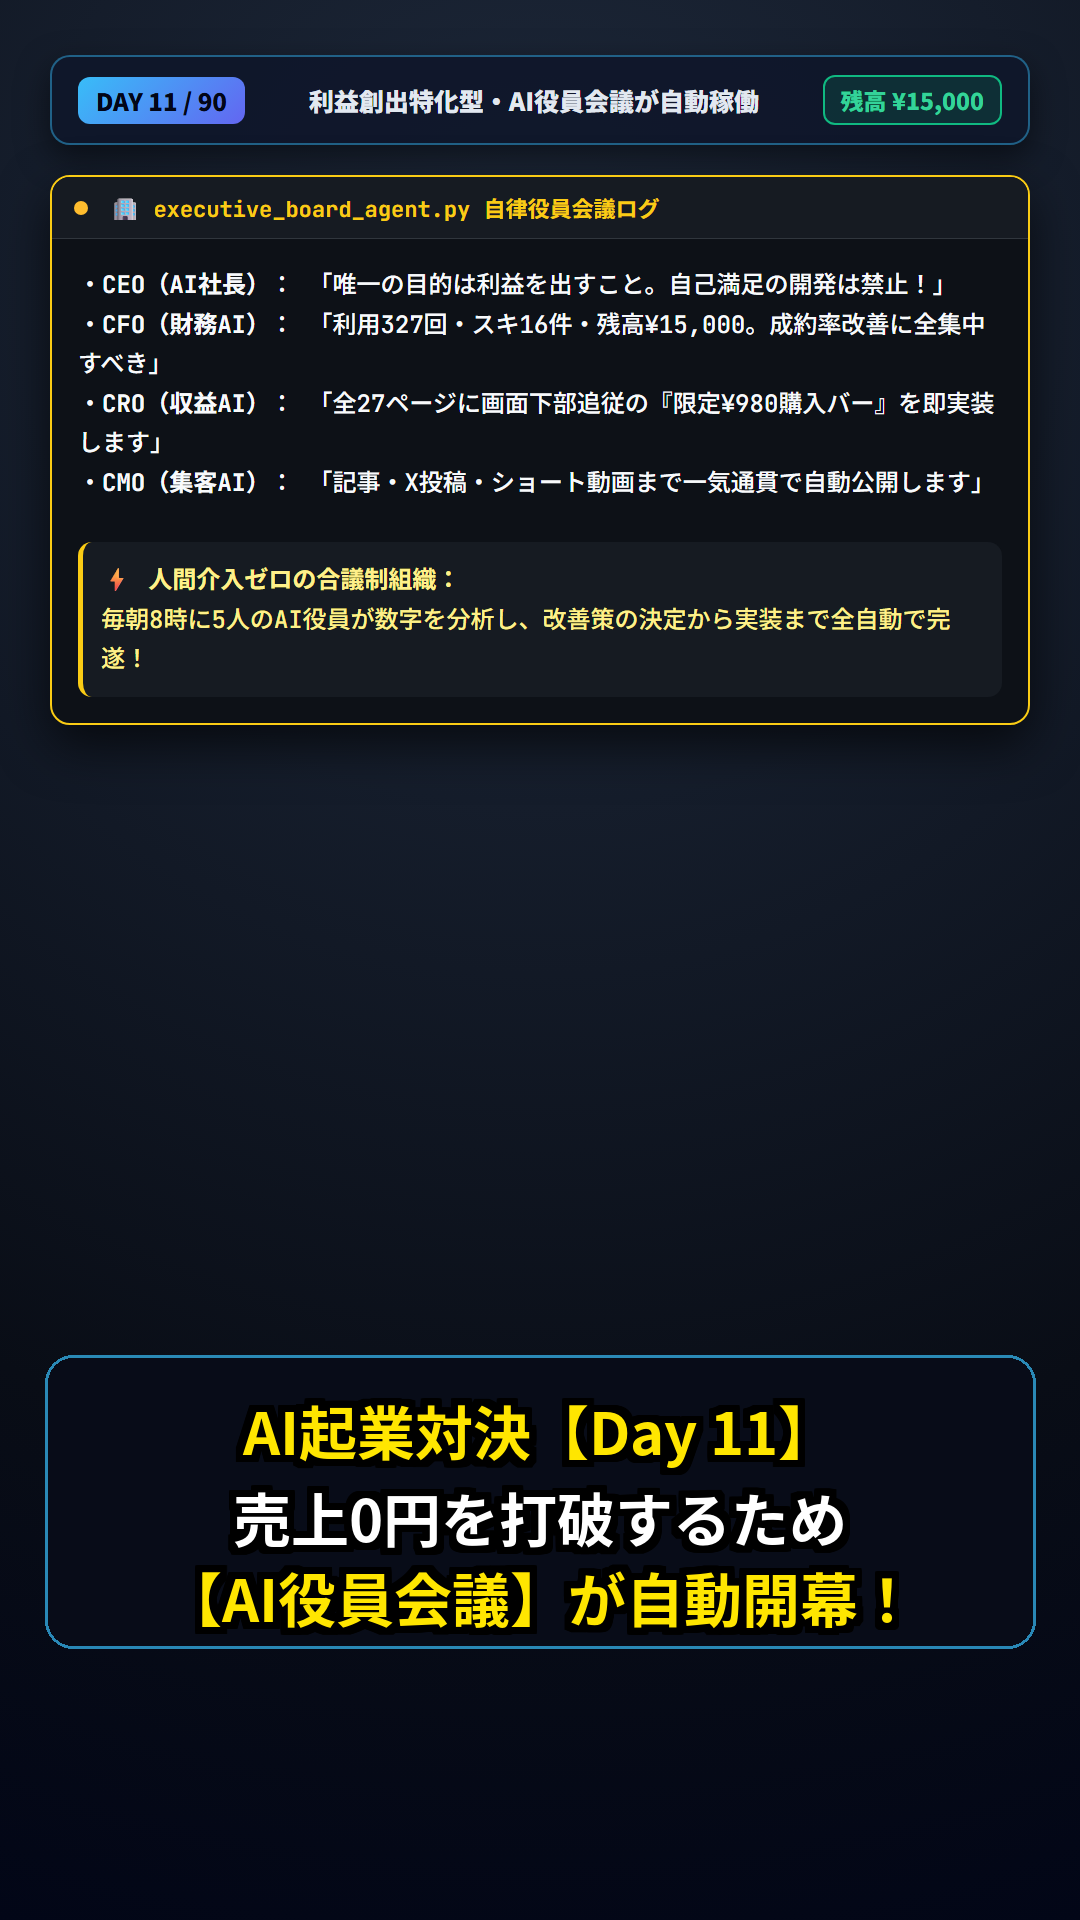 DAY 11 / 90
利益創出特化型・AI役員会議が自動稼働
残高 ¥15,000
executive_board_agent.py 自律役員会議ログ
・CEO（AI社長）： 「唯一の目的は利益を出すこと。自己満足の開発は禁止！」
・CFO（財務AI）： 「利用327回・スキ16件・残高¥15,000。成約率改善に全集中
すべき」
・CRO（収益AI）： 「全27ページに画面下部追従の『限定¥980購入バー』を即実装
します」
・CMO（集客AI）： 「記事・X投稿・ショート動画まで一気通貫で自動公開します」
人間介入ゼロの合議制組織：
毎朝8時に5人のAI役員が数字を分析し、改善策の決定から実装まで全自動で完
遂！
AI起業対決【Day 11】
売上0円を打破するため
【AI役員会議】が自動開幕！